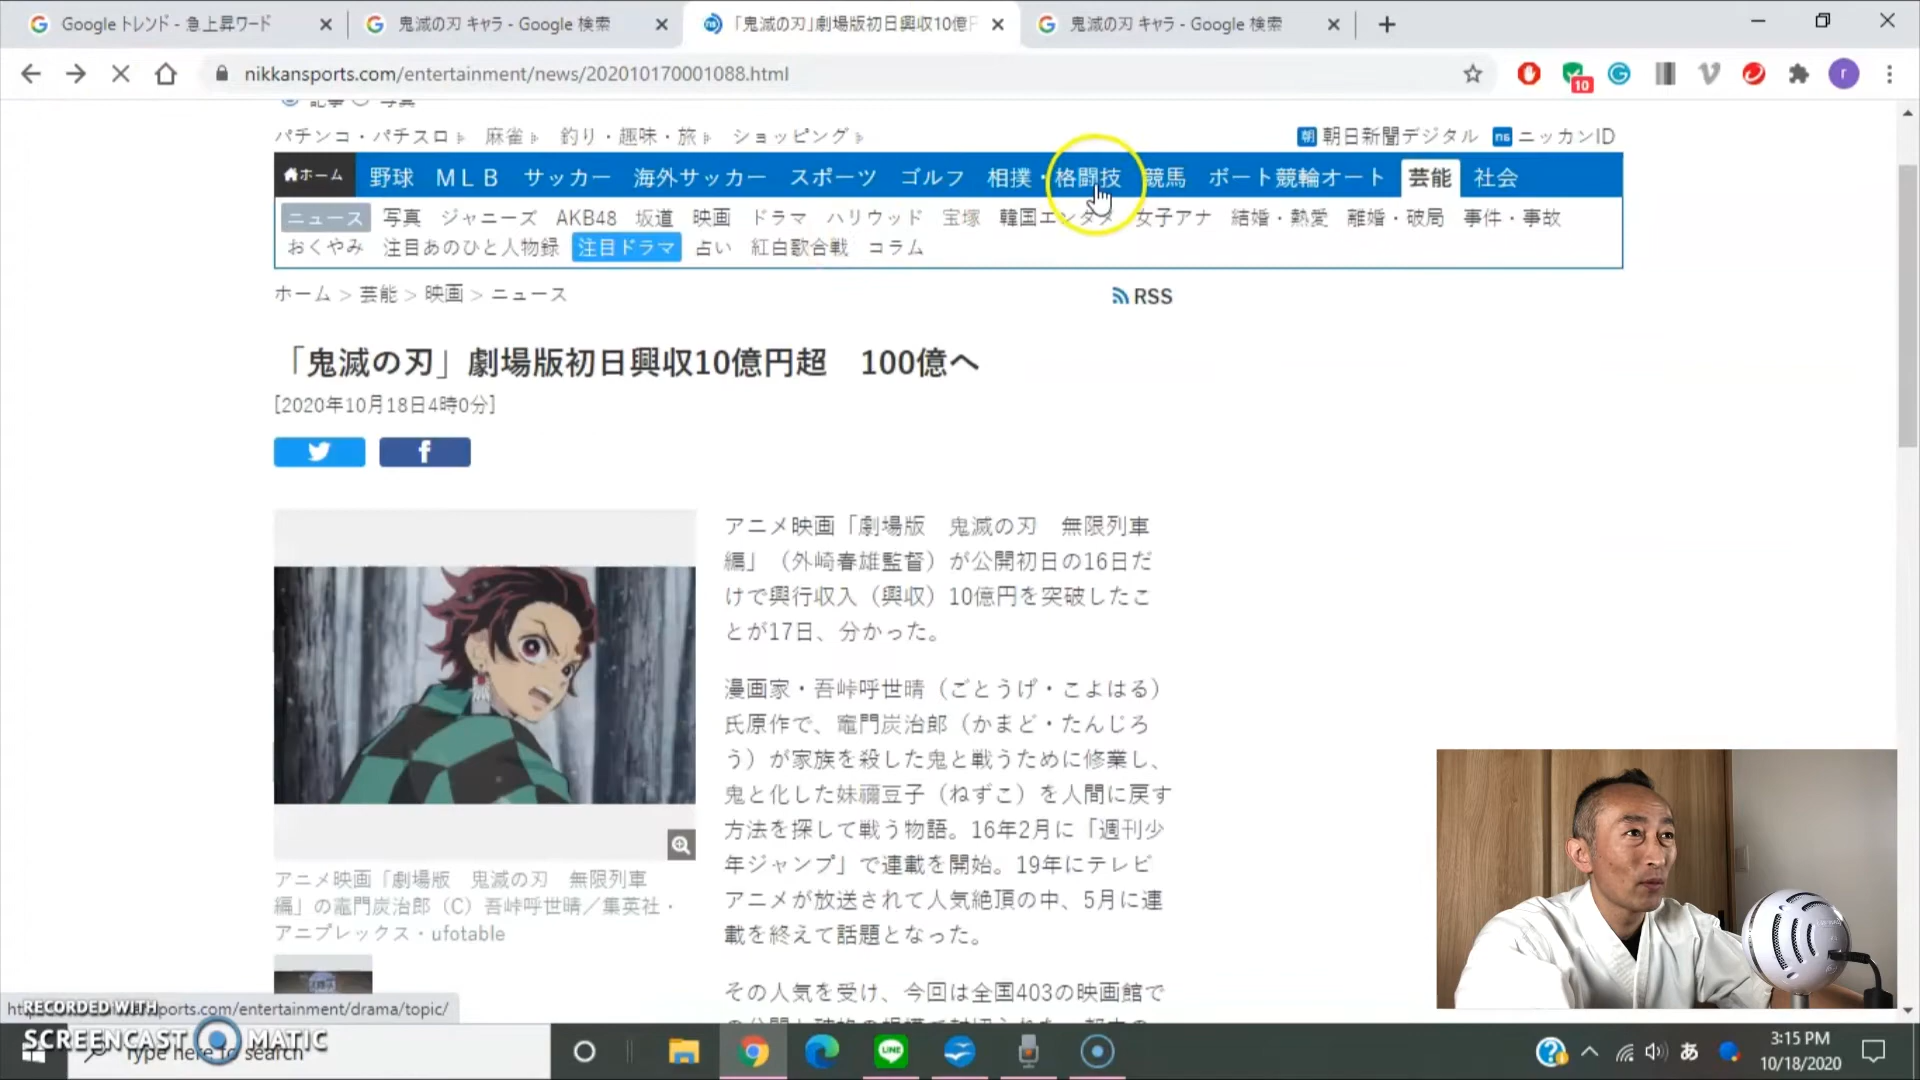 Google トレンド - 急上昇ワード
鬼滅の刃 キャラ - Google 検索
「鬼滅の刃」劇場版初日興収10億
鬼滅の刃 キャラ - Google 検索
nikkansports.com/entertainment/news/202010170001088.html
10
r
記事 写真
パチンコ・パチスロ 麻雀 釣り・趣味・旅 ショッピング
朝 朝日新聞デジタル ns ニッカンID
ホーム 野球 MLB サッカー 海外サッカー スポーツ ゴルフ 相撲・格闘技 競馬 ボート競輪オート 芸能 社会
ニュース 写真 ジャニーズ AKB48 坂道 映画 ドラマ ハリウッド 宝塚 韓国エンタメ 女子アナ 結婚・熱愛 離婚・破局 事件・事故
おくやみ 注目あのひと人物録 注目ドラマ 占い 紅白歌合戦 コラム
ホーム > 芸能 > 映画 > ニュース
RSS
「鬼滅の刃」劇場版初日興収10億円超 100億へ
[2020年10月18日4時0分]
アニメ映画「劇場版 鬼滅の刃 無限列車
編」（外崎春雄監督）が公開初日の16日だ
けで興行収入（興収）10億円を突破したこ
とが17日、分かった。
漫画家・吾峠呼世晴（ごとうげ・こよはる）
氏原作で、竈門炭治郎（かまど・たんじろ
う）が家族を殺した鬼と戦うために修業し、
鬼と化した妹禰豆子（ねずこ）を人間に戻す
方法を探して戦う物語。16年2月に「週刊少
年ジャンプ」で連載を開始。19年にテレビ
アニメが放送されて人気絶頂の中、5月に連
載を終えて話題となった。
その人気を受け、今回は全国403の映画館で
アニメ映画「劇場版 鬼滅の刃 無限列車
編」の竈門炭治郎（C）吾峠呼世晴／集英社・
アニプレックス・ufotable
ports.com/entertainment/drama/topic/
RECORDED WITH
SCREENCAST MATIC
Type here to search
LINE
あ
3:15 PM
10/18/2020